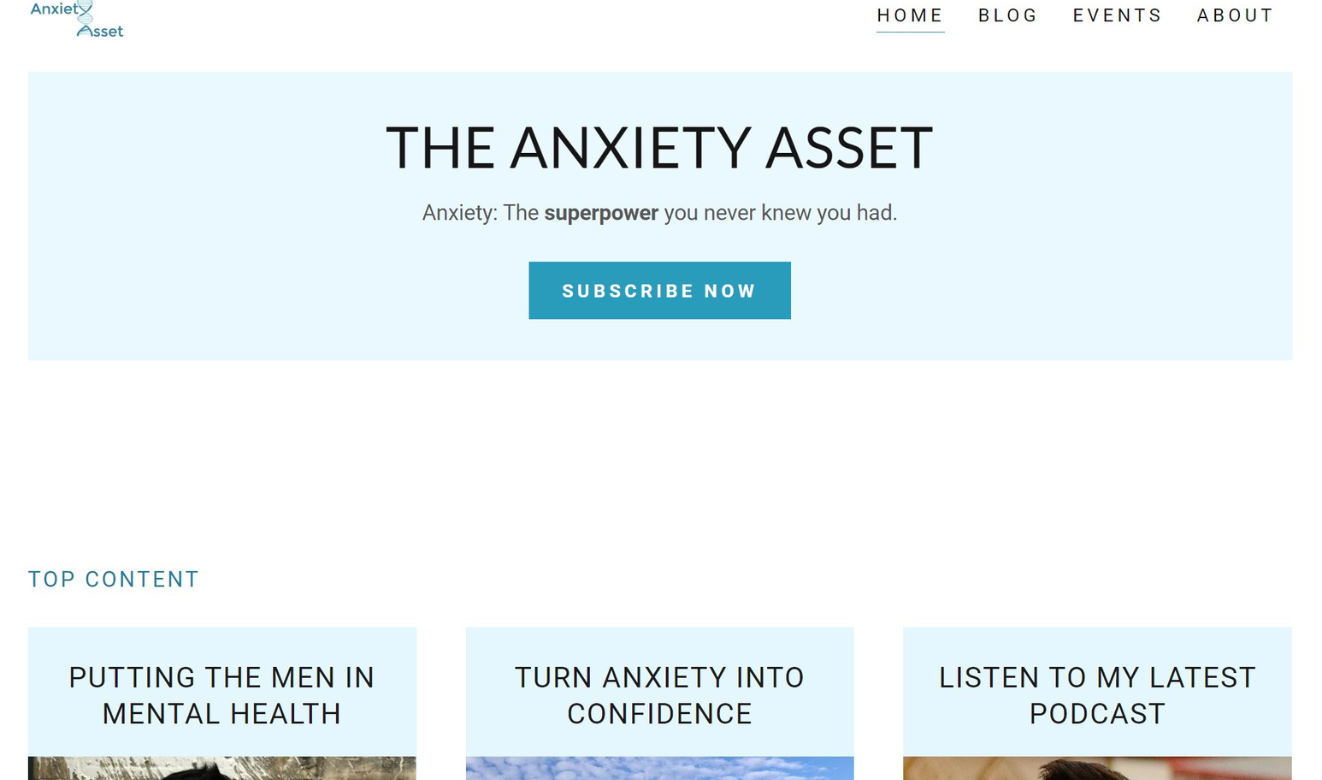 Anxiety
Asset
HOME BLOG EVENTS ABOUT
THE ANXIETY ASSET
Anxiety: The superpower you never knew you had.
SUBSCRIBE NOW
TOP CONTENT
PUTTING THE MEN IN
MENTAL HEALTH
TURN ANXIETY INTO
CONFIDENCE
LISTEN TO MY LATEST
PODCAST